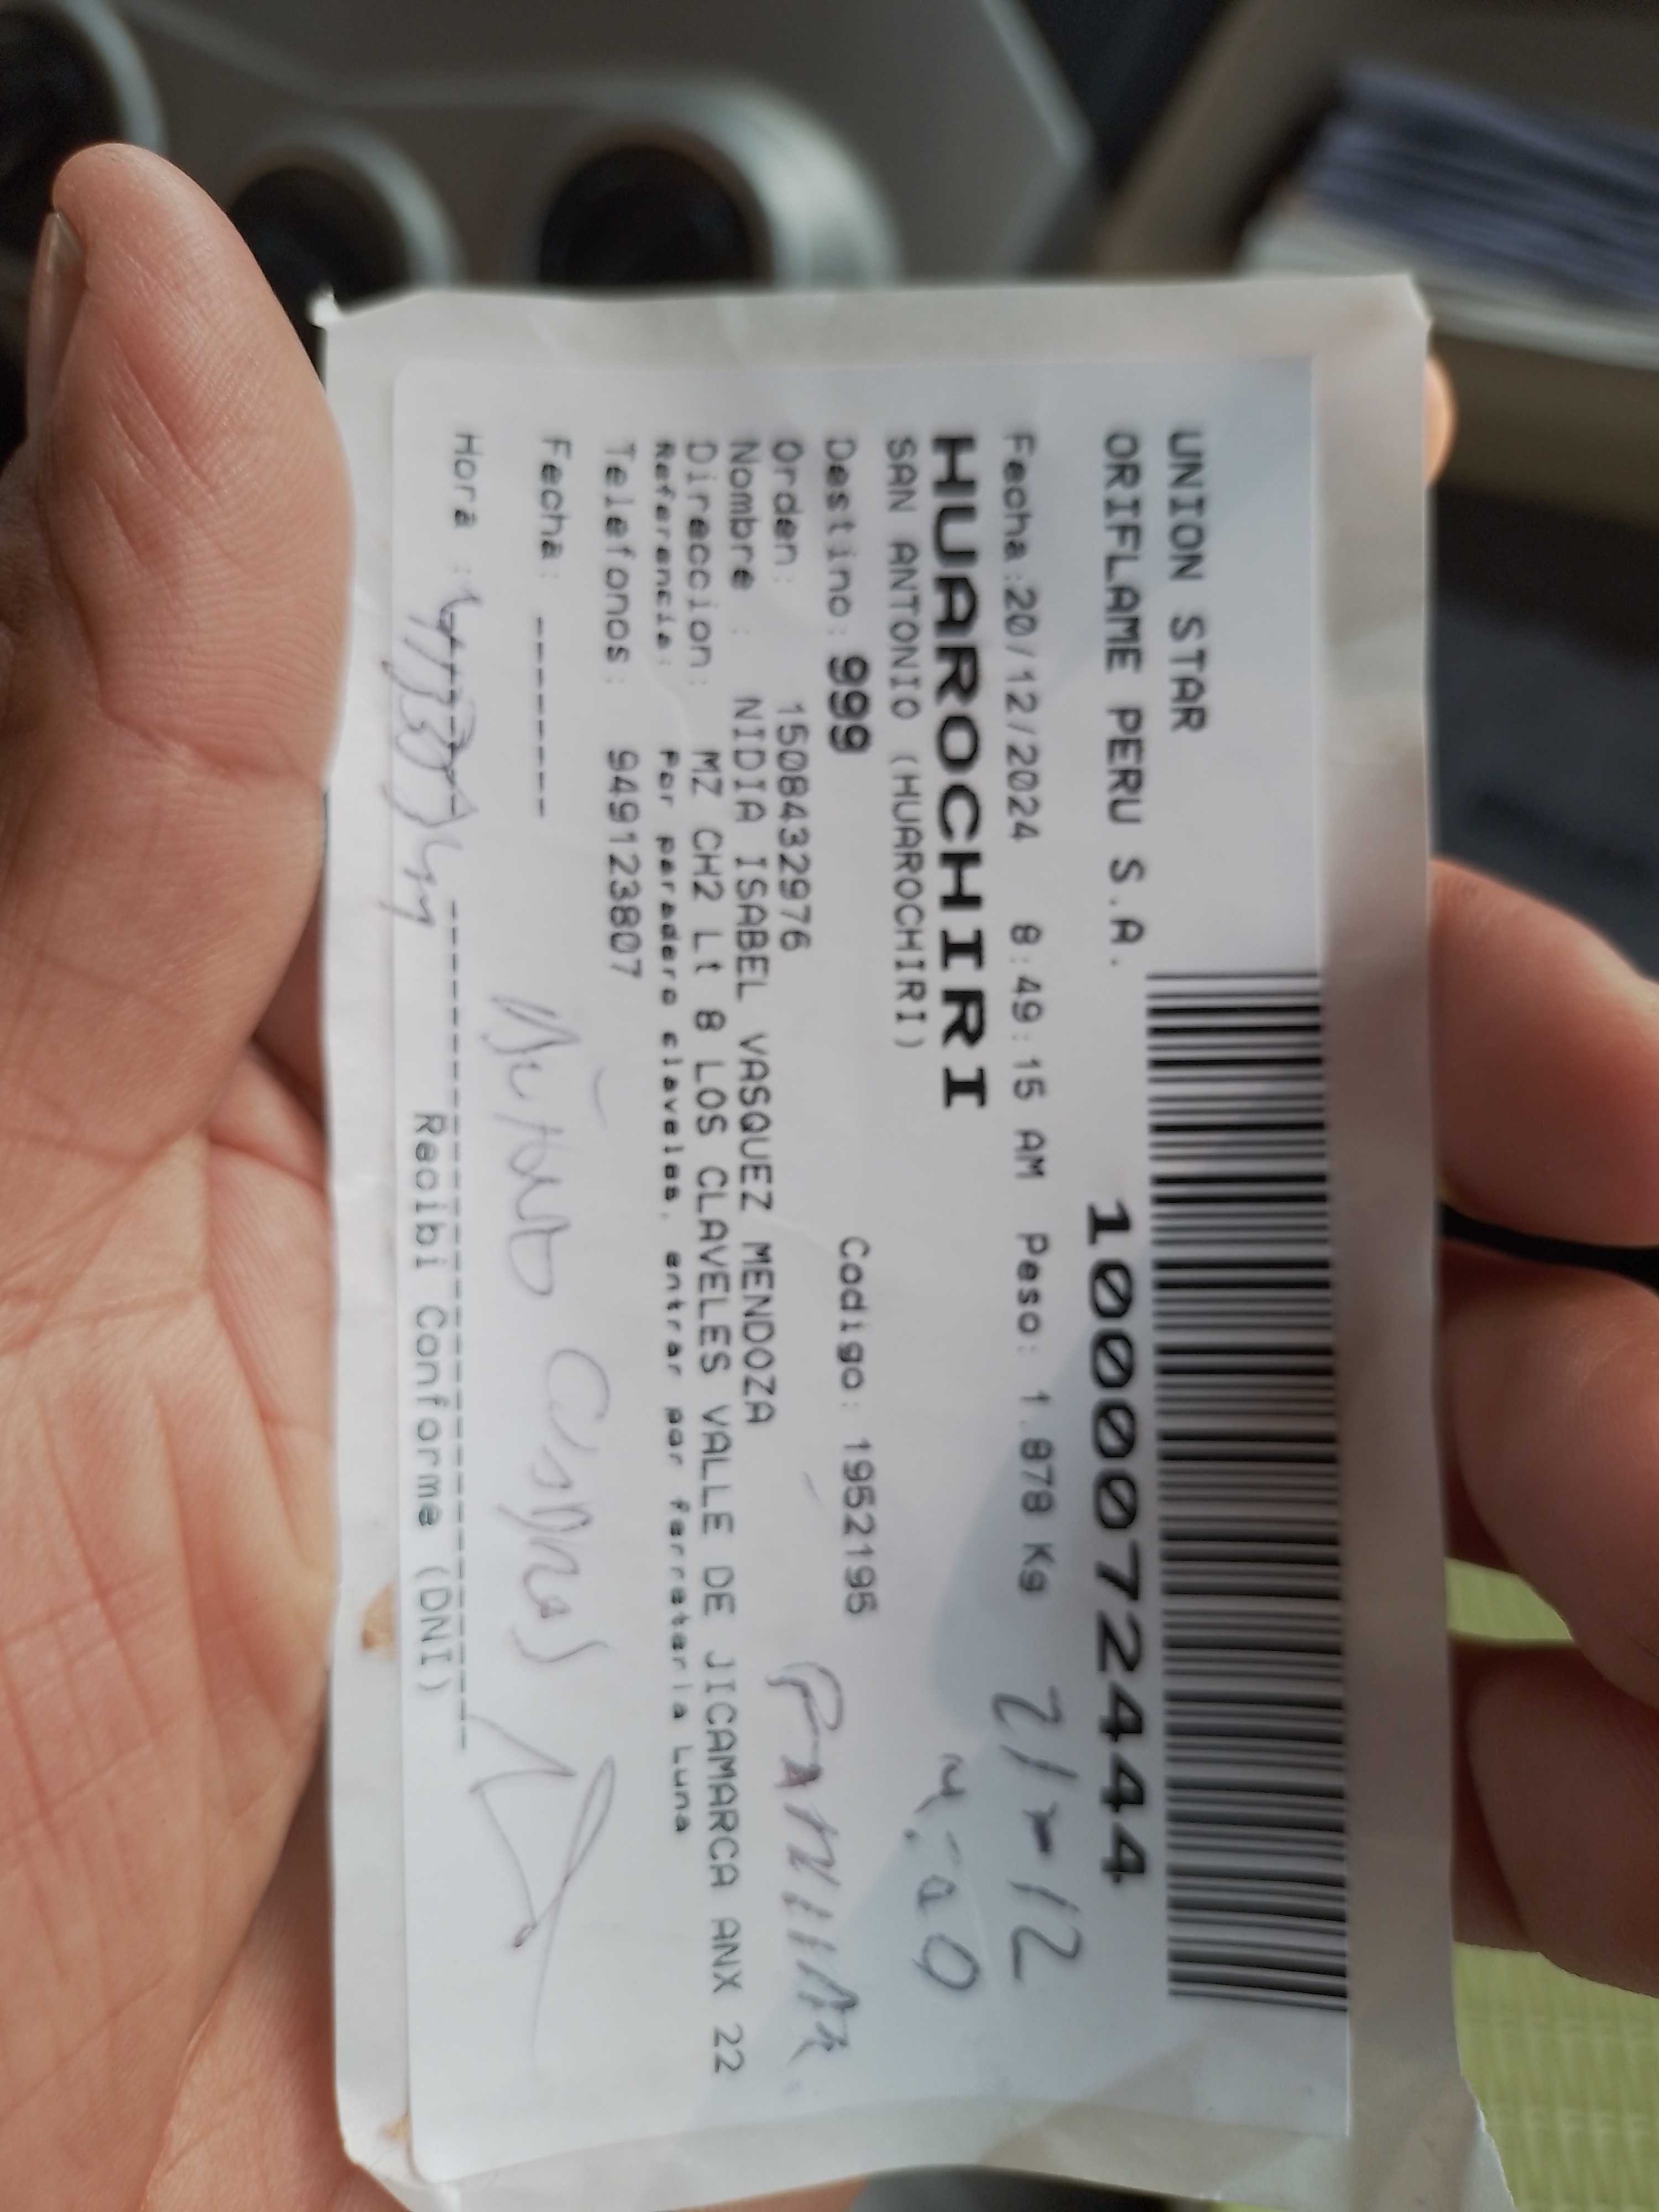 UNION STAR
ORIFLAME PERU S.A.
10000724444
Fecha:20/12/2024 8:49:15 AM Peso: 1.878 Kg
21-12
HUAROCHIRI
SAN ANTONIO (HUAROCHIRI)
Destino: 999 Codigo: 1952195
Orden: 1508432976
Nombre : NIDIA ISABEL VASQUEZ MENDOZA
Direccion: MZ CH2 Lt 8 LOS CLAVELES VALLE DE JICAMARCA ANX 22
Referencia: Por paradero claveles, entrar por ferreteria Luna
Telefonos: 949123807
Fecha: -------
Hora :
Recibi Conforme (DNI)